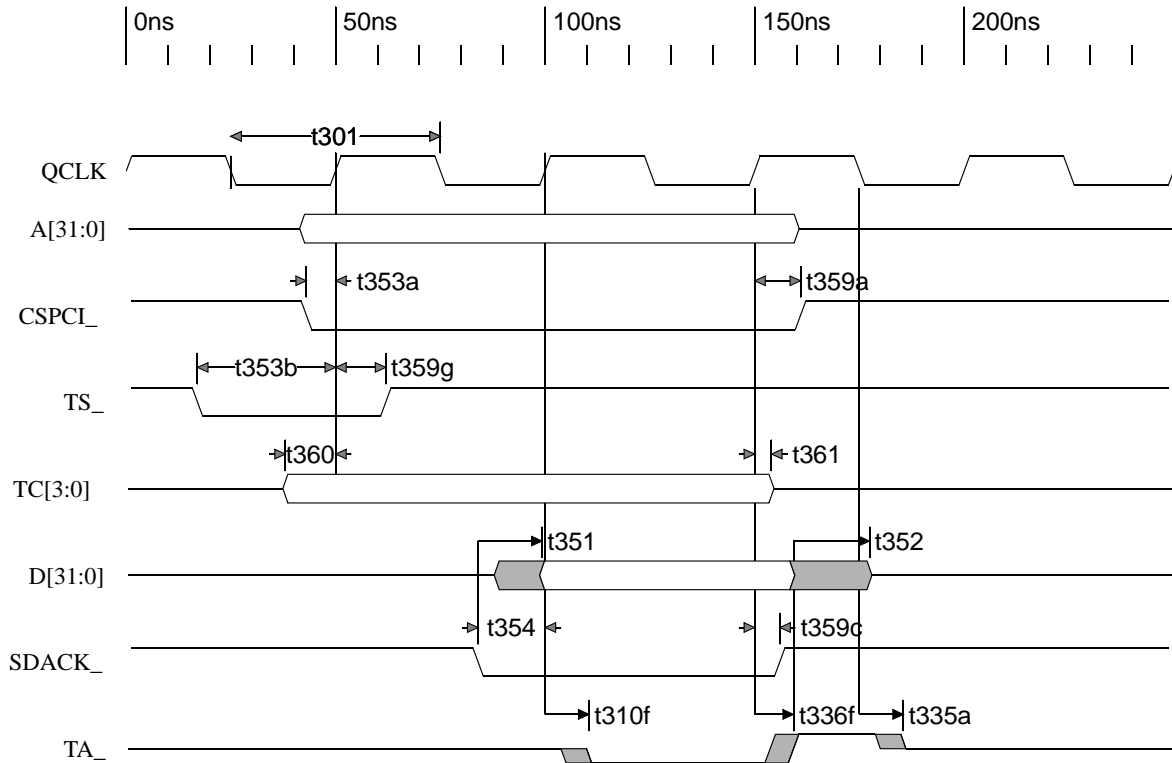 0ns 50ns 100ns 150ns 200ns
t301
QCLK
A[31:0]
t353a t359a
CSPCI_
t353b t359g
TS_
t360 t361
TC[3:0]
t351 t352
D[31:0]
t354 t359c
SDACK_
t310f t336f t335a
TA_